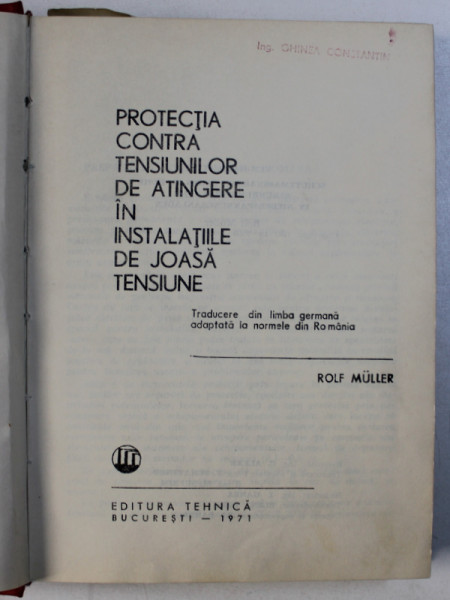 Ing. GHINEA CONSTANTIN
PROTECŢIA
CONTRA
TENSIUNILOR
DE ATINGERE
ÎN
INSTALAŢIILE
DE JOASĂ
TENSIUNE
Traducere din limba germană
adaptată la normele din România
ROLF MÜLLER
EDITURA TEHNICĂ
BUCUREŞTI — 1971